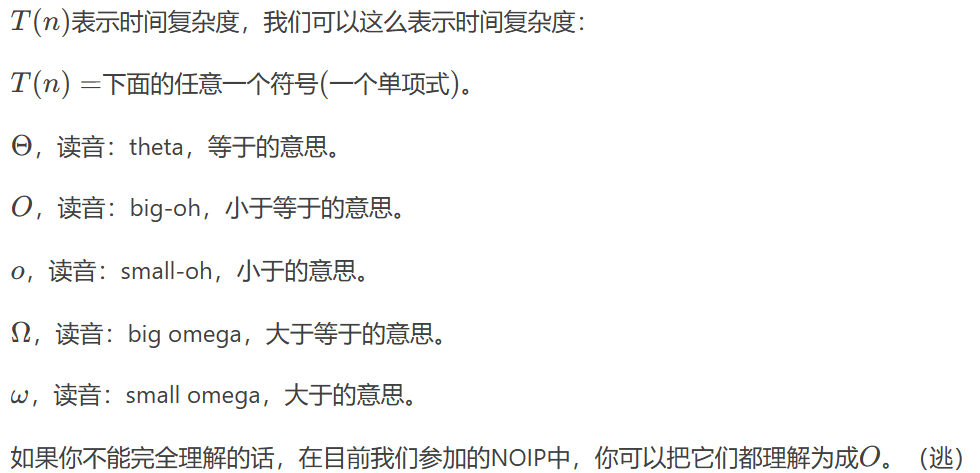 T(n)表示时间复杂度，我们可以这么表示时间复杂度：
T(n) =下面的任意一个符号(一个单项式)。
Θ，读音：theta，等于的意思。
O，读音：big-oh，小于等于的意思。
o，读音：small-oh，小于的意思。
Ω，读音：big omega，大于等于的意思。
ω，读音：small omega，大于的意思。
如果你不能完全理解的话，在目前我们参加的NOIP中，你可以把它们都理解为成O。（逃）